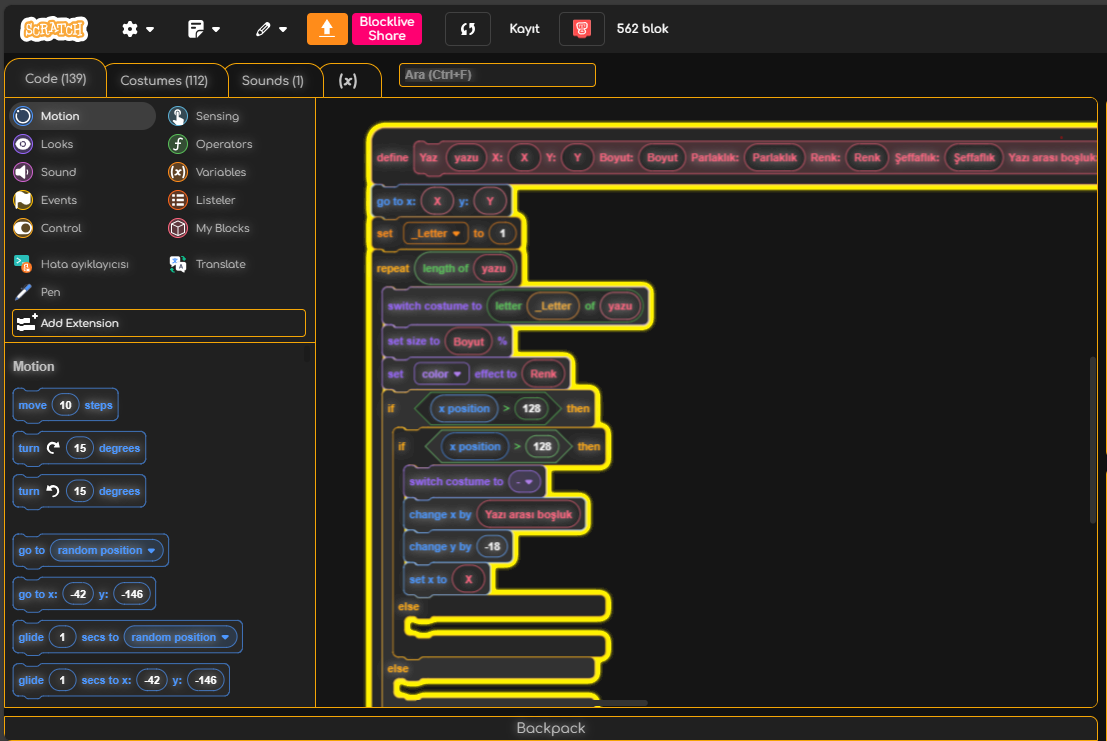 SCRATCH
Blocklive Share
Kayıt
562 blok
Code (139)
Costumes (112)
Sounds (1)
(x)
Ara (Ctrl+F)
Motion
Sensing
Looks
Operators
Sound
Variables
Events
Listeler
Control
My Blocks
Hata ayıklayıcısı
Translate
Pen
Add Extension
Motion
move 10 steps
turn 15 degrees
turn 15 degrees
go to random position
go to x: -42 y: -146
glide 1 secs to random position
glide 1 secs to x: -42 y: -146
define Yaz yazu X: X Y: Y Boyut: Boyut Parlaklık: Parlaklık Renk: Renk Şeffaflık: Şeffaflık Yazı arası boşluk:
go to x: X y: Y
set _Letter to 1
repeat length of yazu
switch costume to letter _Letter of yazu
set size to Boyut %
set color effect to Renk
if x position > 128 then
if x position > 128 then
switch costume to -
change x by Yazı arası boşluk
change y by -18
set x to X
else
else
Backpack